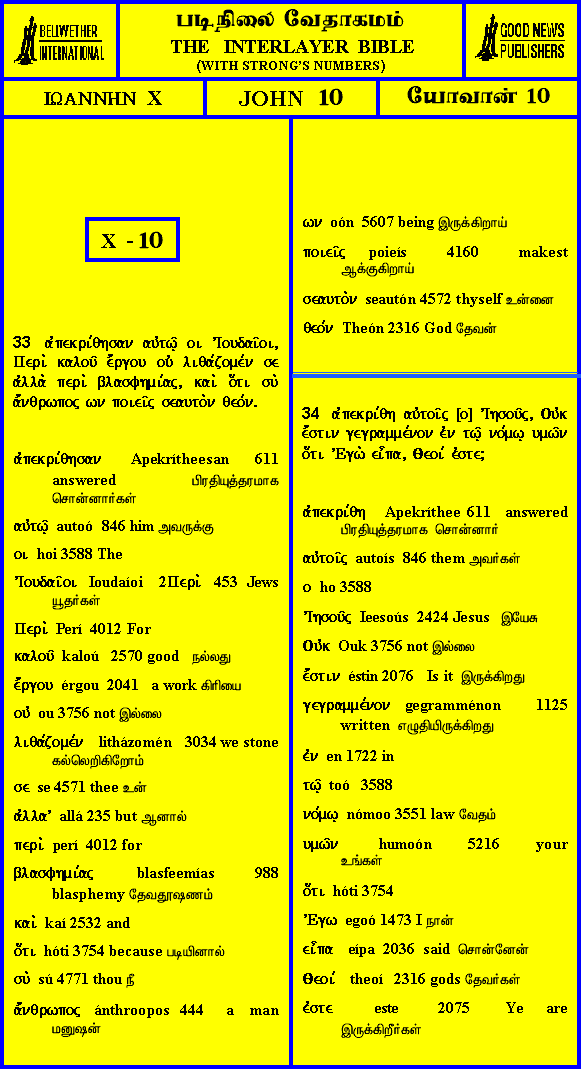 BELLWETHER
INTERNATIONAL
படிநிலை வேதாகமம்
THE INTERLAYER BIBLE
(WITH STRONG'S NUMBERS)
GOOD NEWS
PUBLISHERS
ΙΩΑΝΝΗΝ X
JOHN 10
யோவான் 10
X - 10
33 ἀπεκρίθησαν αὐτῷ οι Ἰουδαῖοι,
Περὶ καλοῦ ἔργου οὐ λιθάζομέν σε
ἀλλὰ περὶ βλασφημίας, καὶ ὅτι σὺ
ἄνθρωπος ων ποιεῖς σεαυτὸν θεόν.
ἀπεκρίθησαν Apekrítheesan 611
answered பிரதியுத்தரமாக
சொன்னார்கள்
αὐτῷ autoó 846 him அவருக்கு
οι hoi 3588 The
Ἰουδαῖοι Ioudaíoi 2Περὶ 453 Jews
யூதர்கள்
Περὶ Perí 4012 For
καλοῦ kaloú 2570 good நல்லது
ἔργου érgou 2041 a work கிரியை
οὐ ou 3756 not இல்லை
λιθάζομέν litházomén 3034 we stone
கல்லெறிகிறோம்
σε se 4571 thee உன்
ἀλλα’ allá 235 but ஆனால்
περὶ perí 4012 for
βλασφημίας blasfeemías 988
blasphemy தேவதூஷணம்
καὶ kaí 2532 and
ὅτι hóti 3754 because படியினால்
σὺ sú 4771 thou நீ
ἄνθρωπος ánthroopos 444 a man
மனுஷன்
ων oón 5607 being இருக்கிறாய்
ποιεῖς poieís 4160 makest
ஆக்குகிறாய்
σεαυτὸν seautón 4572 thyself உன்னை
θεόν Theón 2316 God தேவன்
34 ἀπεκρίθη αὐτοῖς [ο] Ἰησοῦς, Οὐκ
ἔστιν γεγραμμένον ἐν τῷ νόμῳ υμῶν
ὅτι Ἐγὼ εἶπα, Θεοί ἐστε;
ἀπεκρίθη Apekríthee 611 answered
பிரதியுத்தரமாக சொன்னார்
αὐτοῖς autoís 846 them அவர்கள்
ο ho 3588
Ἰησοῦς Ieesoús 2424 Jesus இயேசு
Οὐκ Ouk 3756 not இல்லை
ἔστιν éstin 2076 Is it இருக்கிறது
γεγραμμένον gegramménon 1125
written எழுதியிருக்கிறது
ἐν en 1722 in
τῷ toó 3588
νόμῳ nómoo 3551 law வேதம்
υμῶν humoón 5216 your
உங்கள்
ὅτι hóti 3754
Ἐγω egoó 1473 I நான்
εἶπα eípa 2036 said சொன்னேன்
Θεοί theoí 2316 gods தேவர்கள்
ἐστε este 2075 Ye are
இருக்கிறீர்கள்